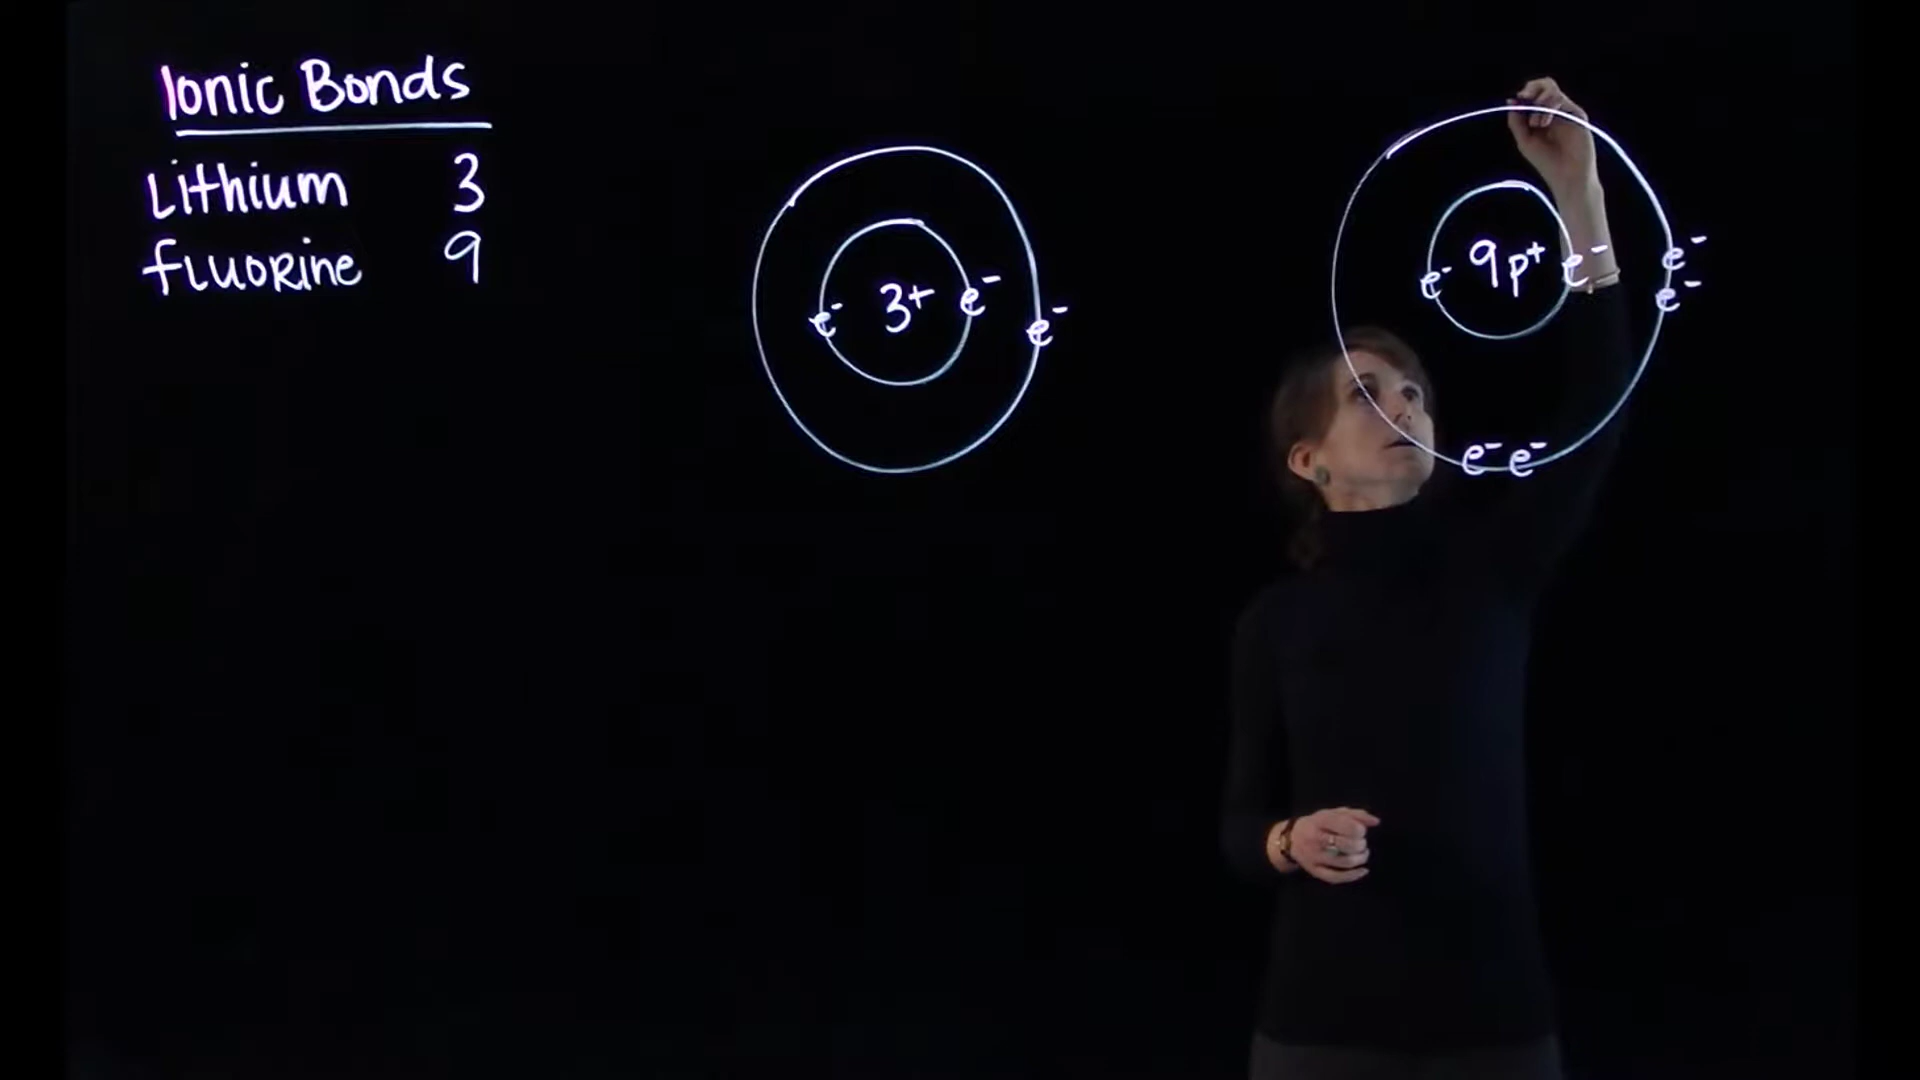 Ionic Bonds
Lithium 3
fluorine 9
e- 3+ e- e-
e- 9p+ e- e-
e-
e- e-